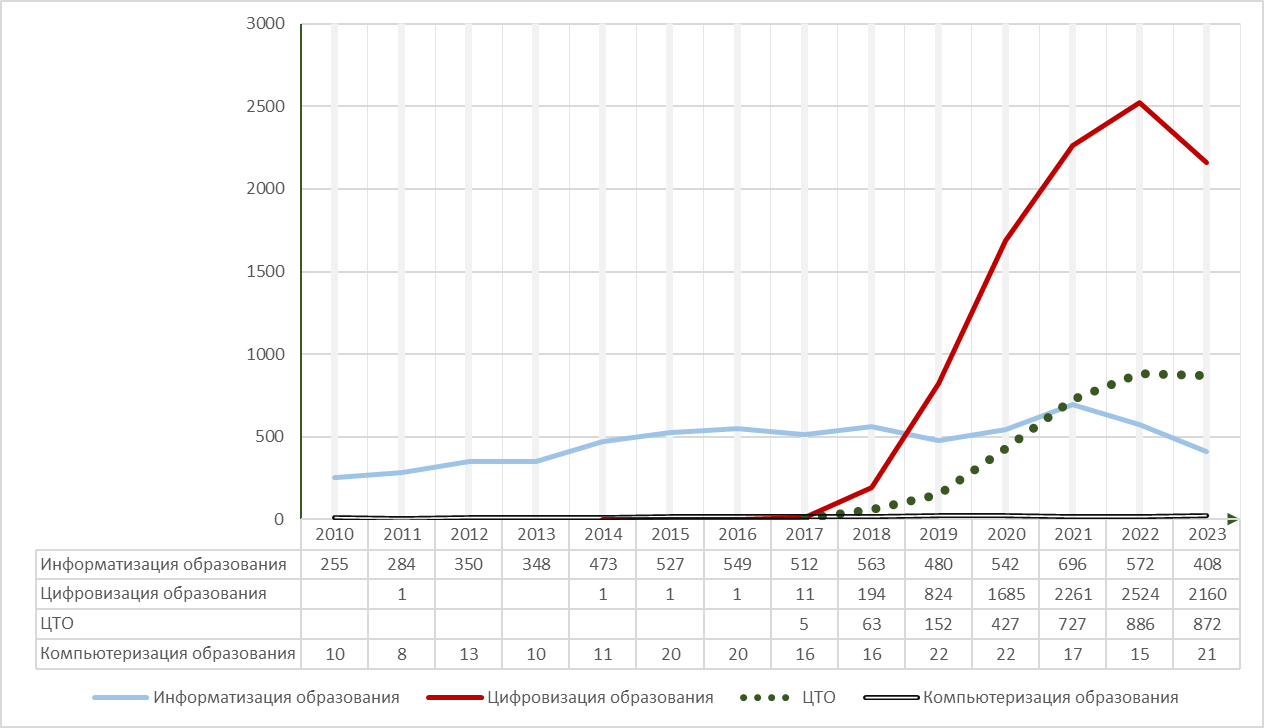 3000
2500
2000
1500
1000
500
0
2010 2011 2012 2013 2014 2015 2016 2017 2018 2019 2020 2021 2022 2023
Информатизация образования 255 284 350 348 473 527 549 512 563 480 542 696 572 408
Цифровизация образования 1 1 1 1 11 194 824 1685 2261 2524 2160
ЦТО 5 63 152 427 727 886 872
Компьютеризация образования 10 8 13 10 11 20 20 16 16 22 22 17 15 21
Информатизация образования Цифровизация образования ЦТО Компьютеризация образования